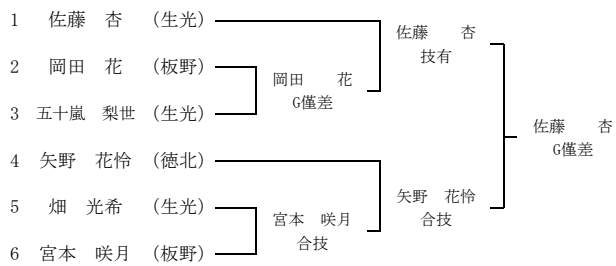 1 佐藤 杏 (生光)
2 岡田 花 (板野)
3 五十嵐 梨世 (生光)
4 矢野 花怜 (徳北)
5 畑 光希 (生光)
6 宮本 咲月 (板野)
岡田 花
G僅差
宮本 咲月
合技
佐藤 杏
技有
矢野 花怜
合技
佐藤 杏
G僅差